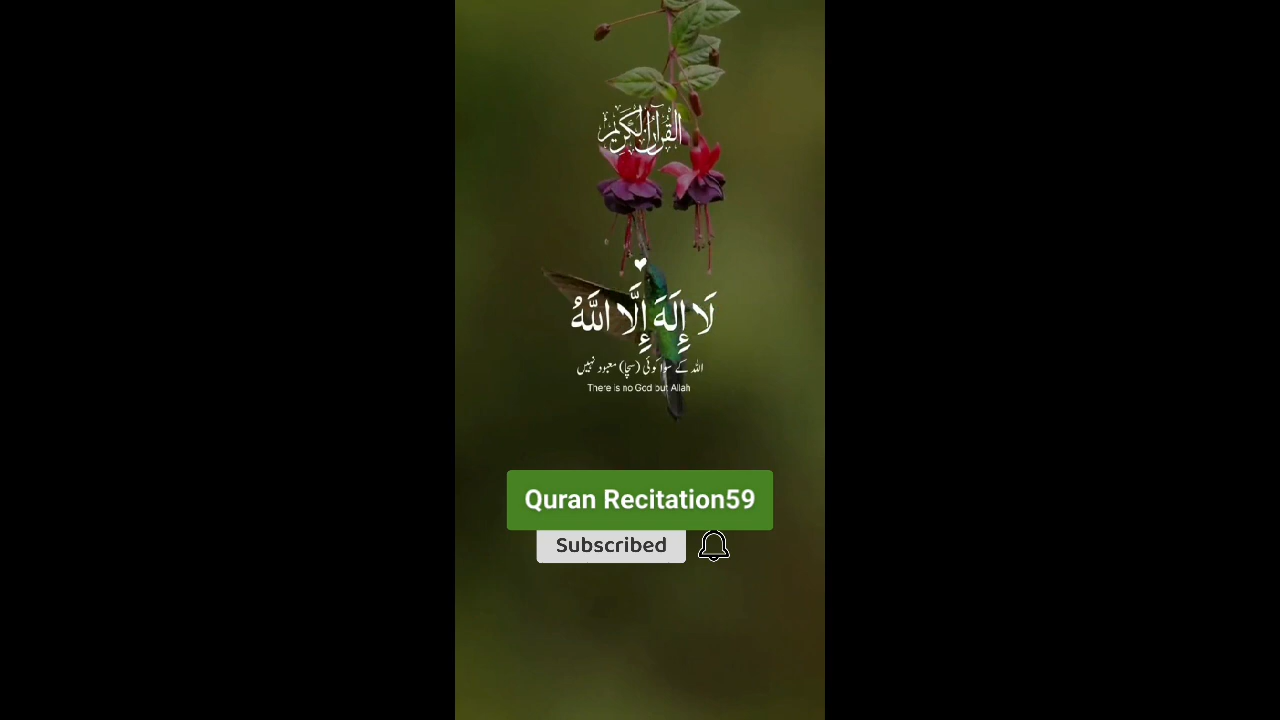 القرآن الكريم
لَا إِلَهَ إِلَّا اللَّهُ
اللہ کے سوا کوئی (سچا) معبود نہیں
There is no God but Allah
Quran Recitation59
Subscribed